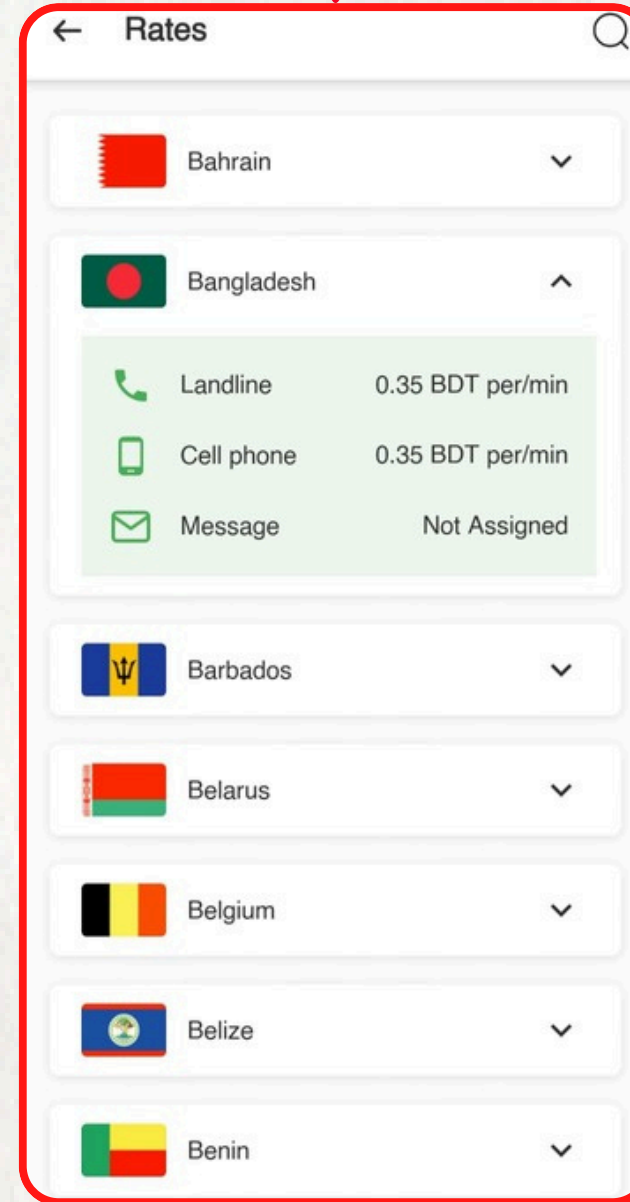 Rates
Bahrain
Bangladesh
Landline 0.35 BDT per/min
Cell phone 0.35 BDT per/min
Message Not Assigned
Barbados
Belarus
Belgium
Belize
Benin